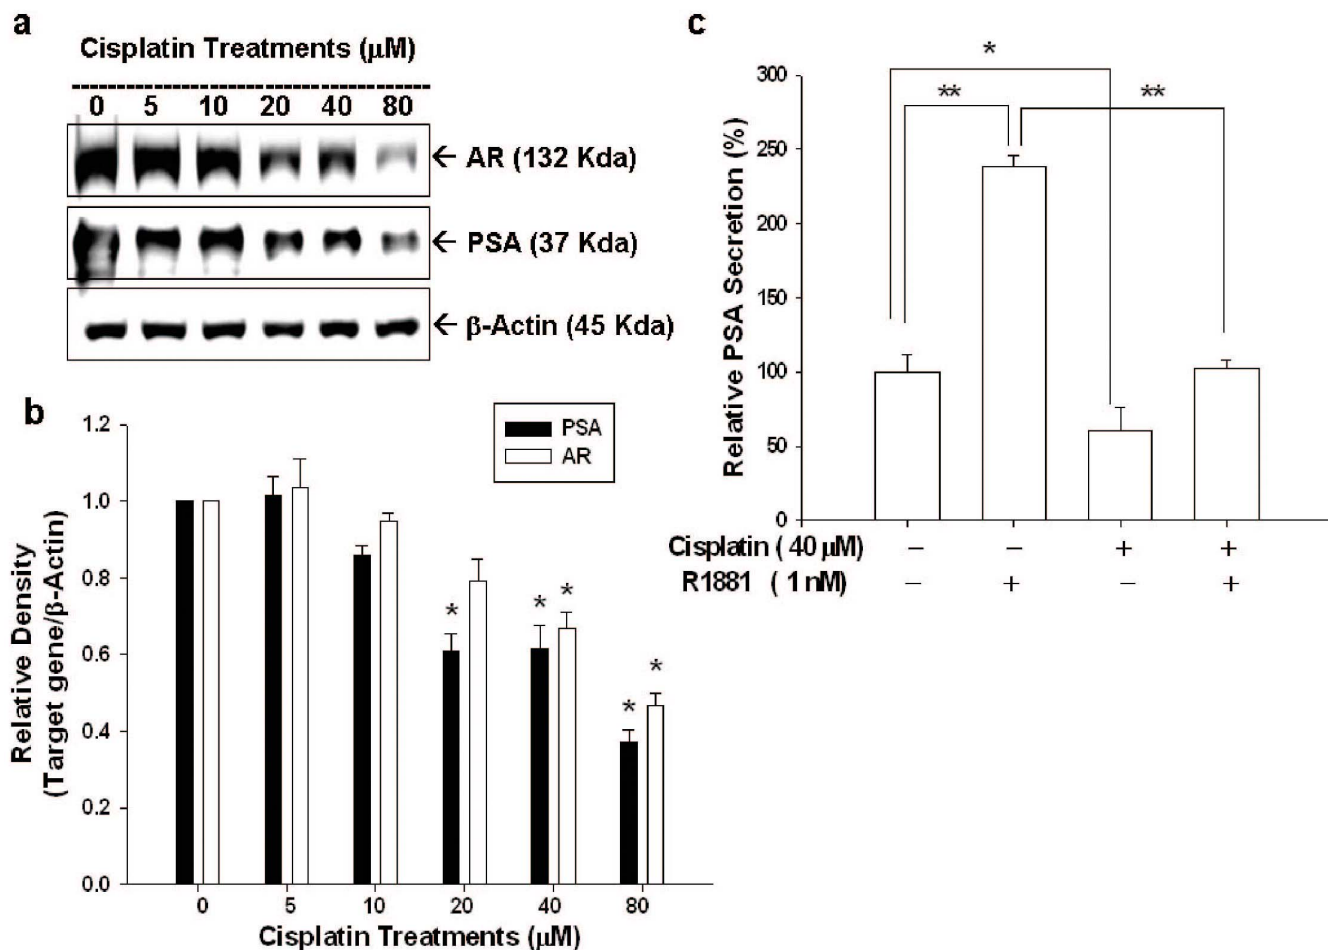 a
Cisplatin Treatments (μM)
0 5 10 20 40 80
← AR (132 Kda)
← PSA (37 Kda)
← β-Actin (45 Kda)
b
1.2
1.0
0.8
0.6
0.4
0.2
0.0
Relative Density
(Target gene/β-Actin)
PSA
AR
* * * * *
0 5 10 20 40 80
Cisplatin Treatments (μM)
c
300
250
200
150
100
50
0
Relative PSA Secretion (%)
*
** **
Cisplatin ( 40 μM) − − + +
R1881 ( 1 nM) − + − +